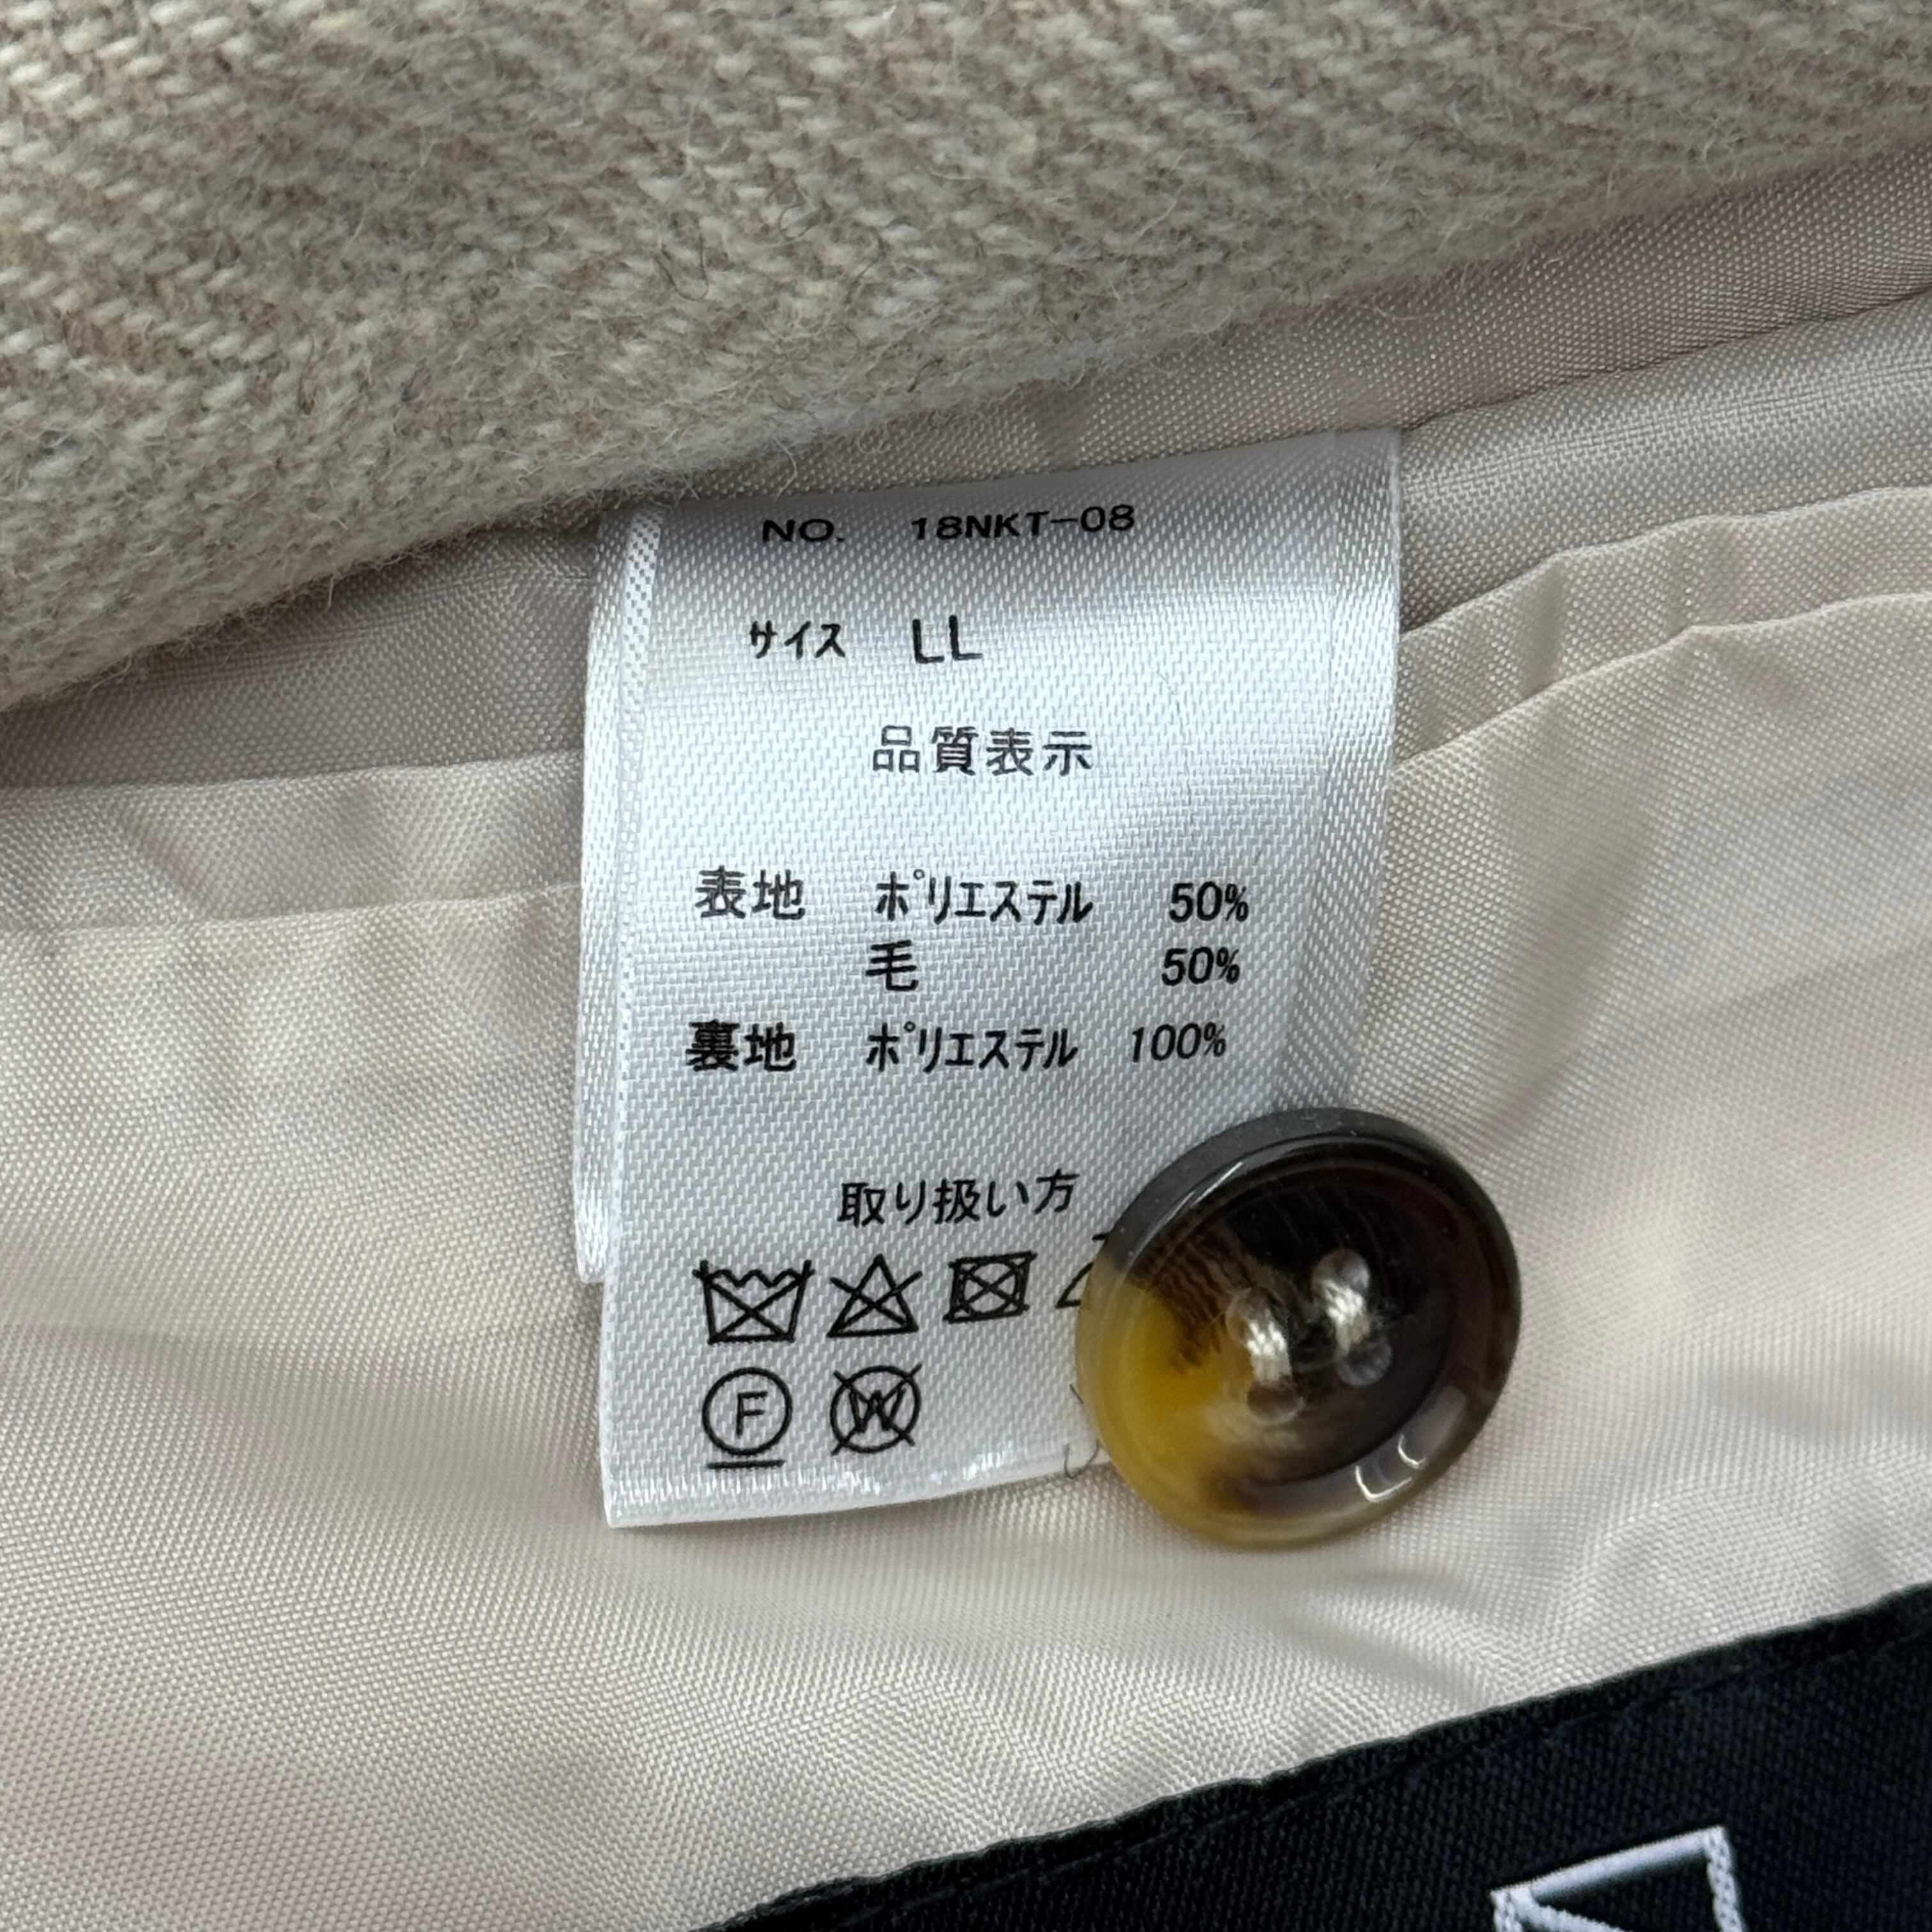 NO. 18NKT-08
サイズ LL
品質表示
表地 ポリエステル 50%
毛 50%
裏地 ポリエステル 100%
取り扱い方
F W